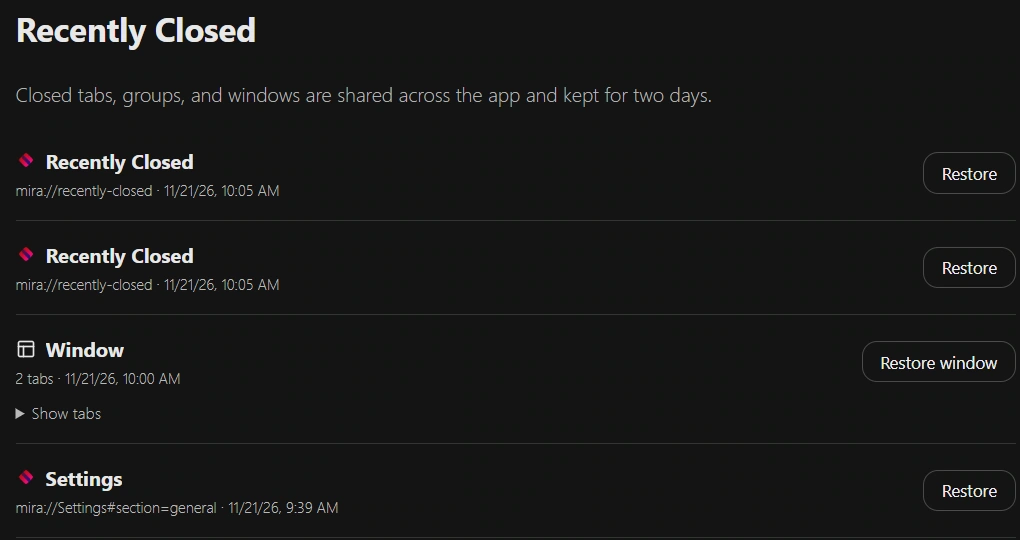 Recently Closed
Closed tabs, groups, and windows are shared across the app and kept for two days.
Recently Closed
mira://recently-closed · 11/21/26, 10:05 AM
Restore
Recently Closed
mira://recently-closed · 11/21/26, 10:05 AM
Restore
Window
2 tabs · 11/21/26, 10:00 AM
Restore window
Show tabs
Settings
mira://Settings#section=general · 11/21/26, 9:39 AM
Restore